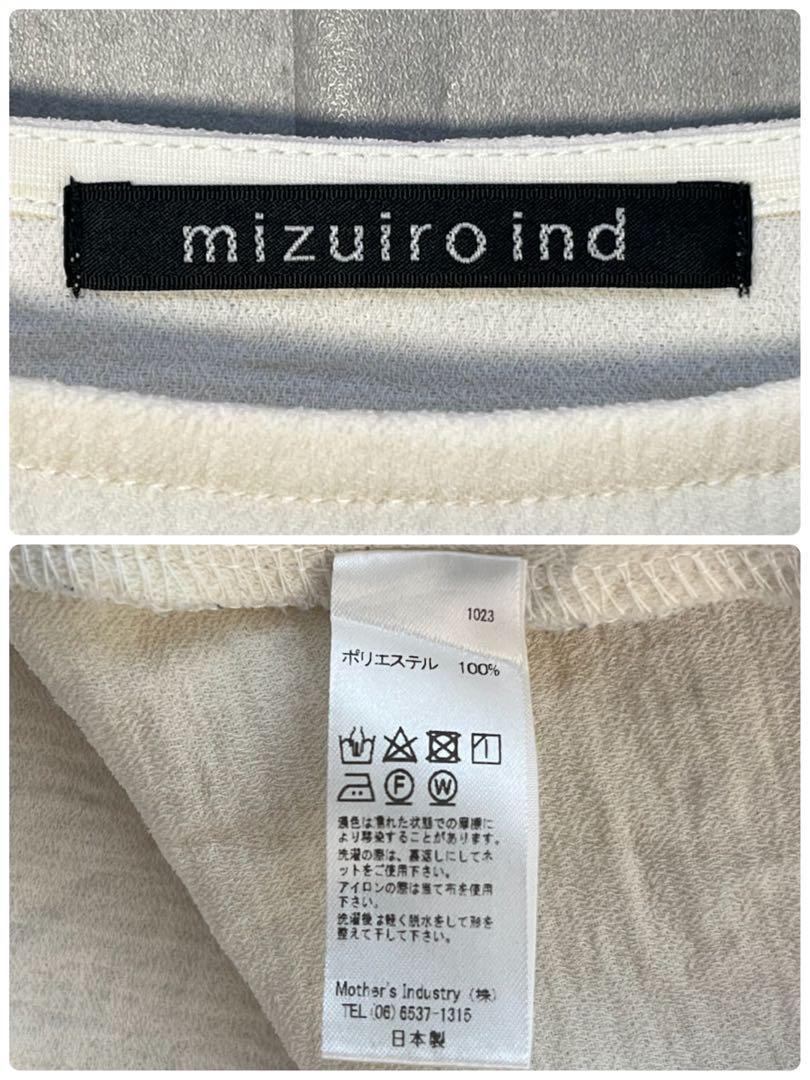 mizuiro ind
1023
ポリエステル 100%
F W
濃色は濡れた状態での摩擦に
より移染することがあります。
洗濯の際は、裏返しにしてネ
ットをご使用下さい。
アイロンの際は当て布を使用
下さい。
洗濯後は軽く脱水をして形を
整えて干して下さい。
Mother's Industry (株)
TEL (06) 6537-1315
日本製